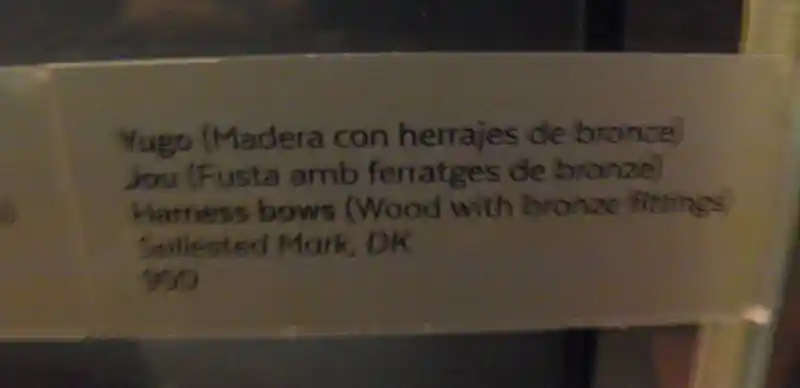 Yugo (Madera con herrajes de bronze)
Jou (Fusta amb ferratges de bronze)
Harness bows (Wood with bronze fittings)
Søllested Mark, DK
950